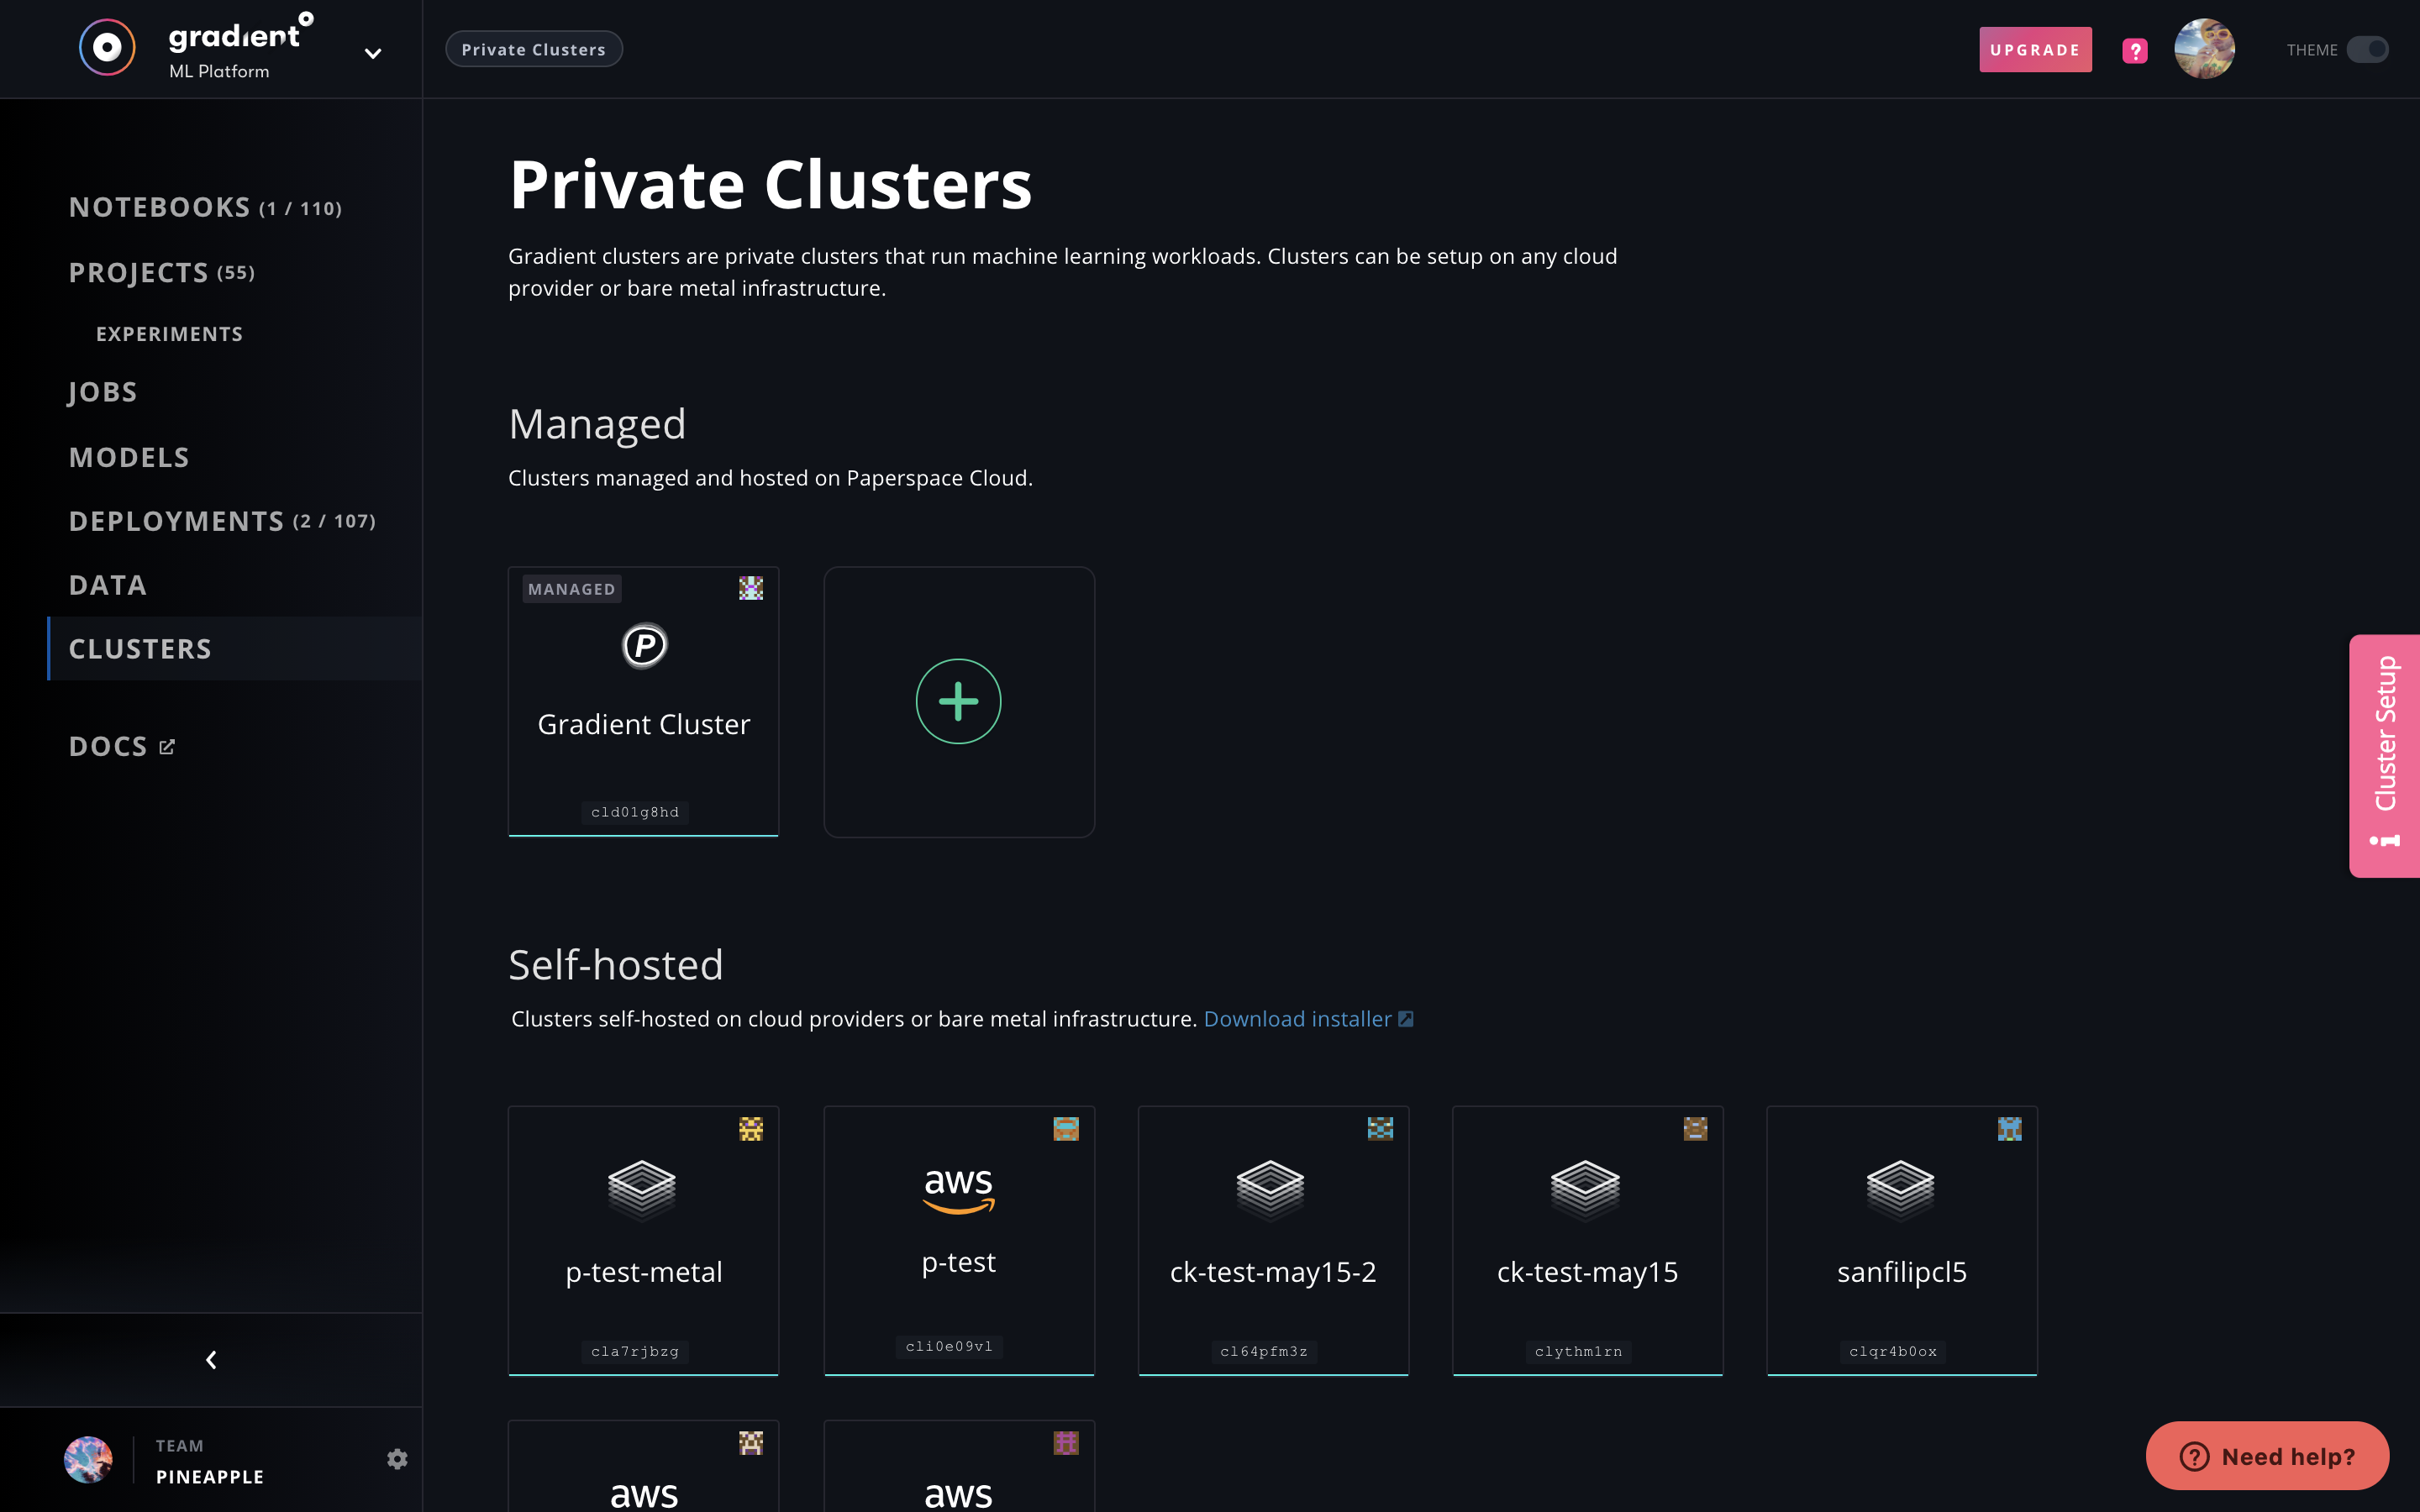 gradient
ML Platform
Private Clusters
UPGRADE
?
THEME
NOTEBOOKS (1 / 110)
PROJECTS (55)
EXPERIMENTS
JOBS
MODELS
DEPLOYMENTS (2 / 107)
DATA
CLUSTERS
DOCS
TEAM
PINEAPPLE
Private Clusters
Gradient clusters are private clusters that run machine learning workloads. Clusters can be setup on any cloud
provider or bare metal infrastructure.
Managed
Clusters managed and hosted on Paperspace Cloud.
MANAGED
P
Gradient Cluster
cld01g8hd
Self-hosted
Clusters self-hosted on cloud providers or bare metal infrastructure. Download installer
p-test-metal
cla7rjbzg
aws
p-test
cli0e09vl
ck-test-may15-2
cl64pfm3z
ck-test-may15
clythm1rn
sanfilipcl5
clqr4b0ox
aws
aws
i Cluster Setup
? Need help?